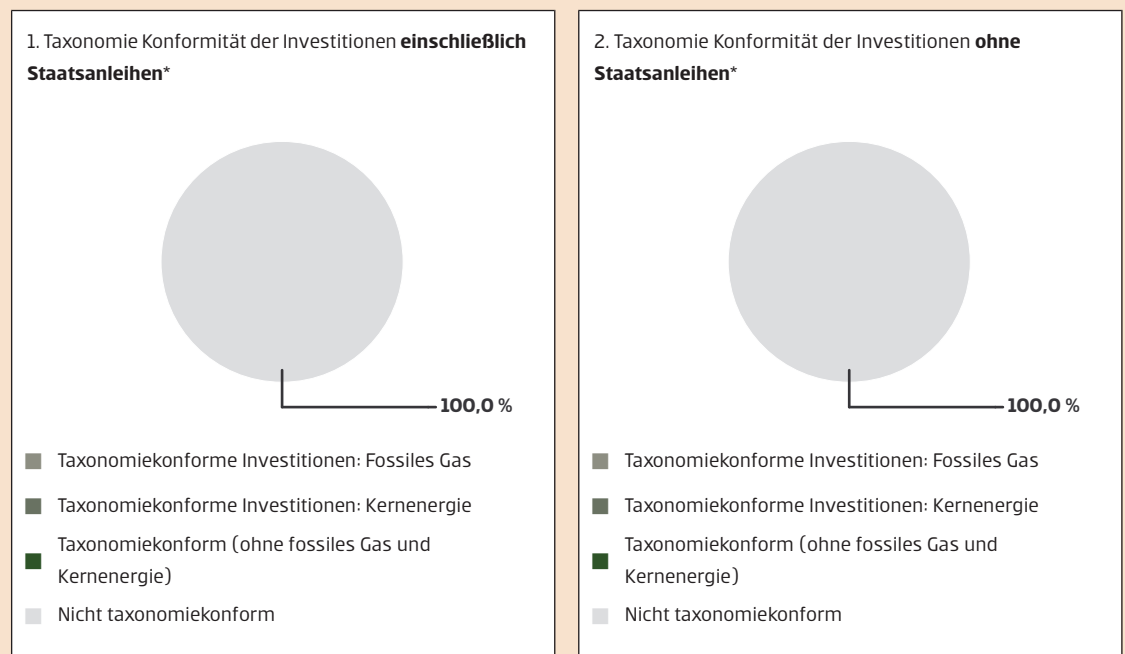 1. Taxonomie Konformität der Investitionen einschließlich
Staatsanleihen*
100,0 %
Taxonomiekonforme Investitionen: Fossiles Gas
Taxonomiekonforme Investitionen: Kernenergie
Taxonomiekonform (ohne fossiles Gas und
Kernenergie)
Nicht taxonomiekonform
2. Taxonomie Konformität der Investitionen ohne
Staatsanleihen*
100,0 %
Taxonomiekonforme Investitionen: Fossiles Gas
Taxonomiekonforme Investitionen: Kernenergie
Taxonomiekonform (ohne fossiles Gas und
Kernenergie)
Nicht taxonomiekonform